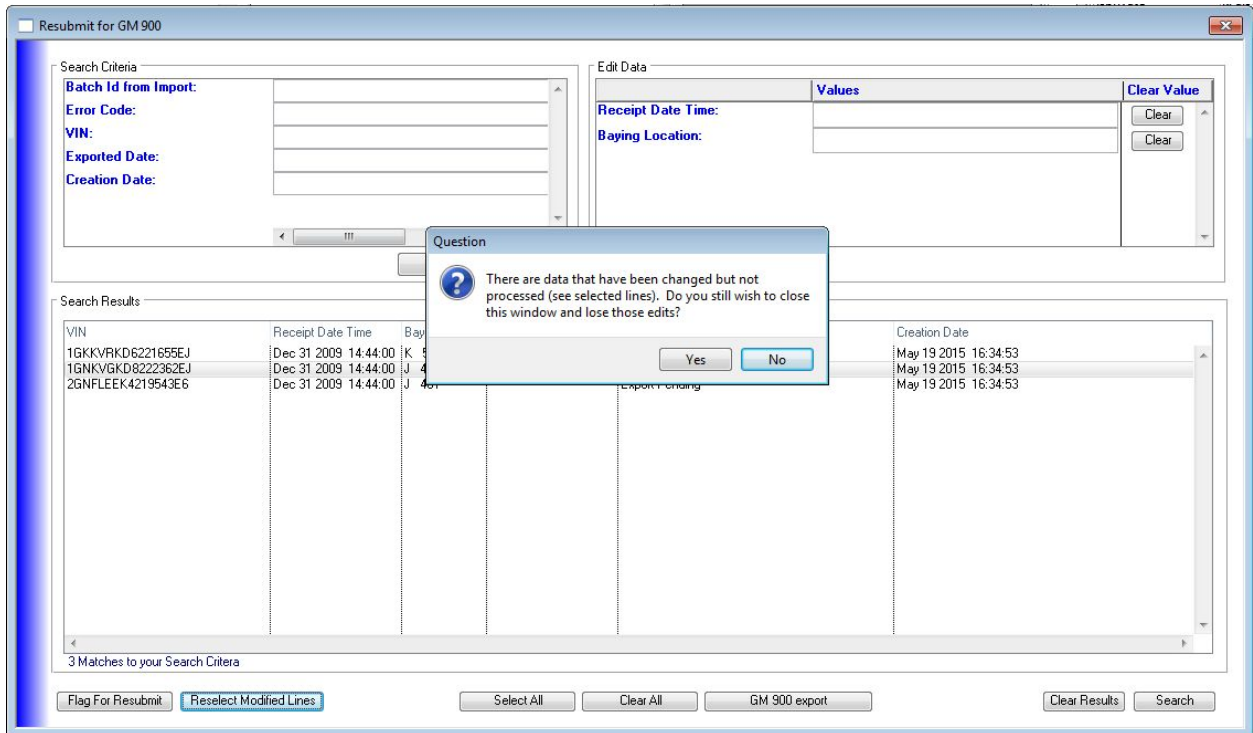 Resubmit for GM 900
Search Criteria
Batch Id from Import:
Error Code:
VIN:
Exported Date:
Creation Date:
Edit Data
Values Clear Value
Receipt Date Time: Clear
Baying Location: Clear
Question
There are data that have been changed but not
processed (see selected lines). Do you still wish to close
this window and lose those edits?
Yes No
Search Results
VIN Receipt Date Time Creation Date
1GKKVRKD6221655EJ Dec 31 2009 14:44:00 K May 19 2015 16:34:53
1GNKVGKD8222362EJ Dec 31 2009 14:44:00 J May 19 2015 16:34:53
2GNFLEEK4219543E6 Dec 31 2009 14:44:00 J Export Pending May 19 2015 16:34:53
3 Matches to your Search Critera
Flag For Resubmit Reselect Modified Lines Select All Clear All GM 900 export Clear Results Search